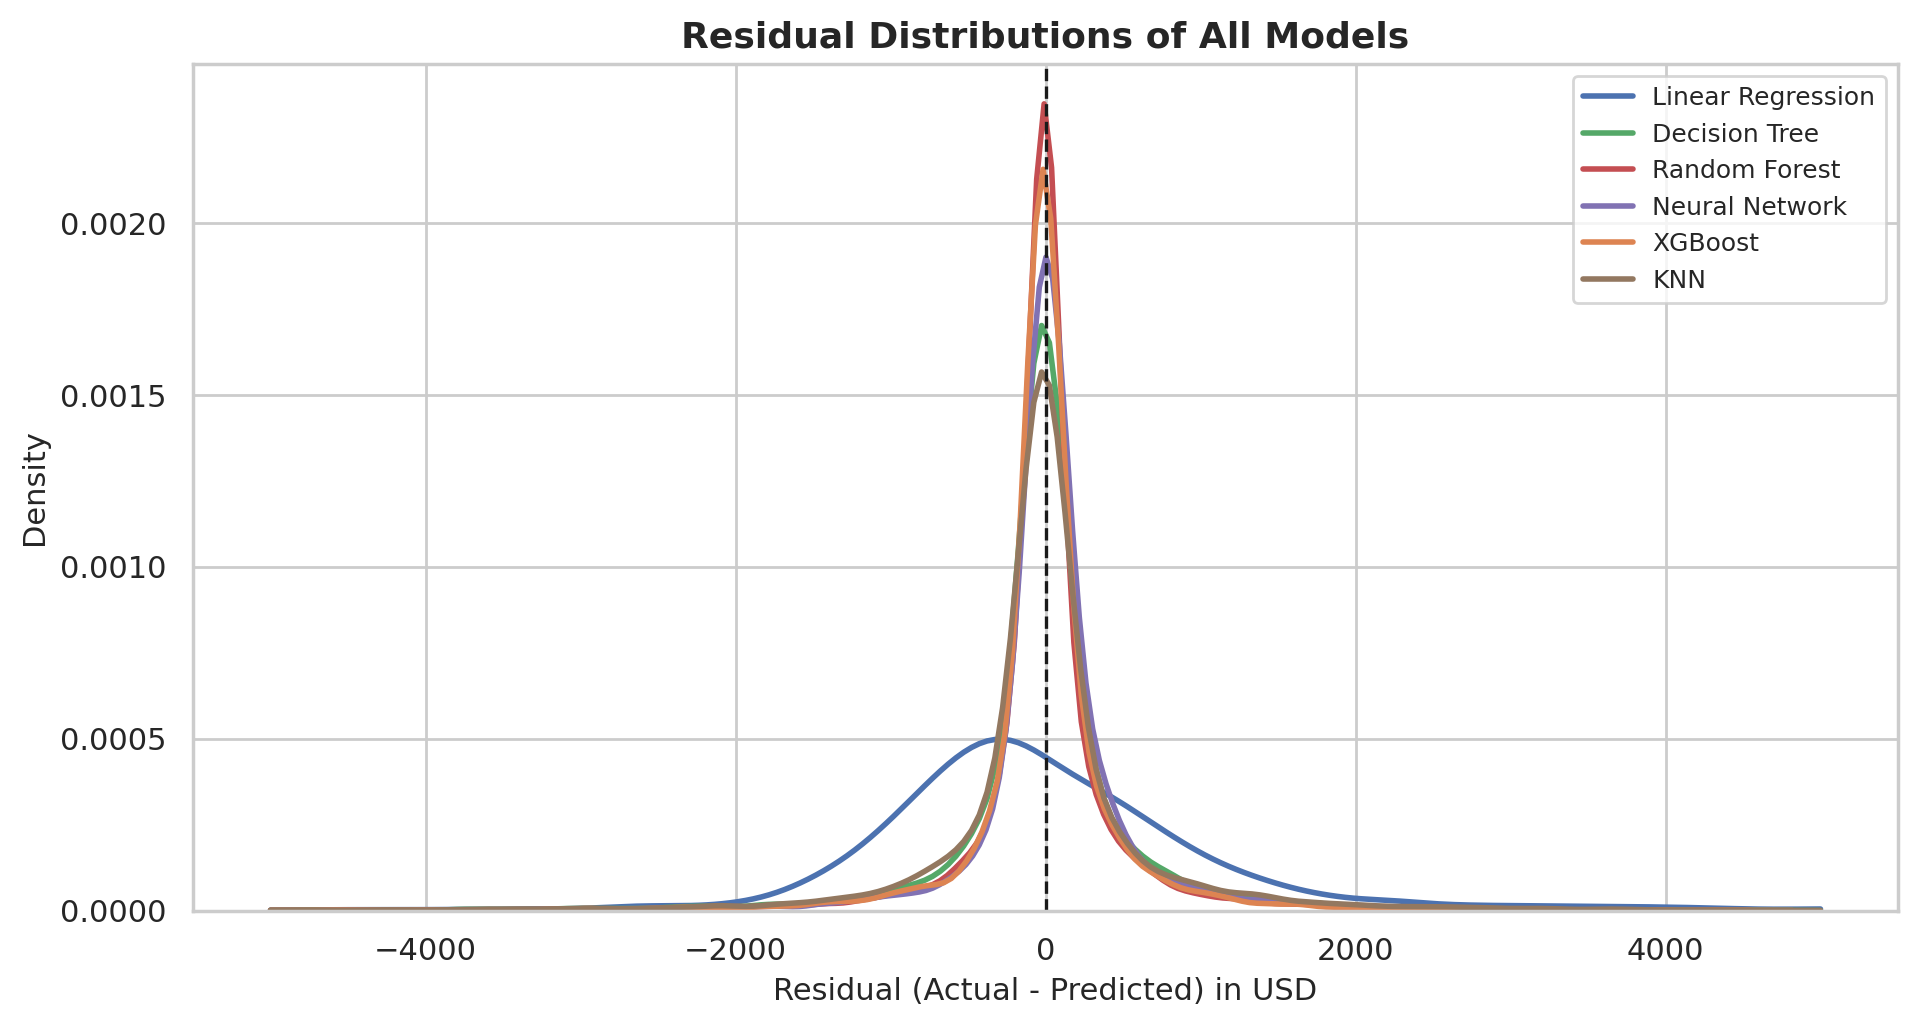 Residual Distributions of All Models
Linear Regression
Decision Tree
Random Forest
Neural Network
XGBoost
KNN
Density
0.0020
0.0015
0.0010
0.0005
0.0000
−4000
−2000
0
2000
4000
Residual (Actual - Predicted) in USD